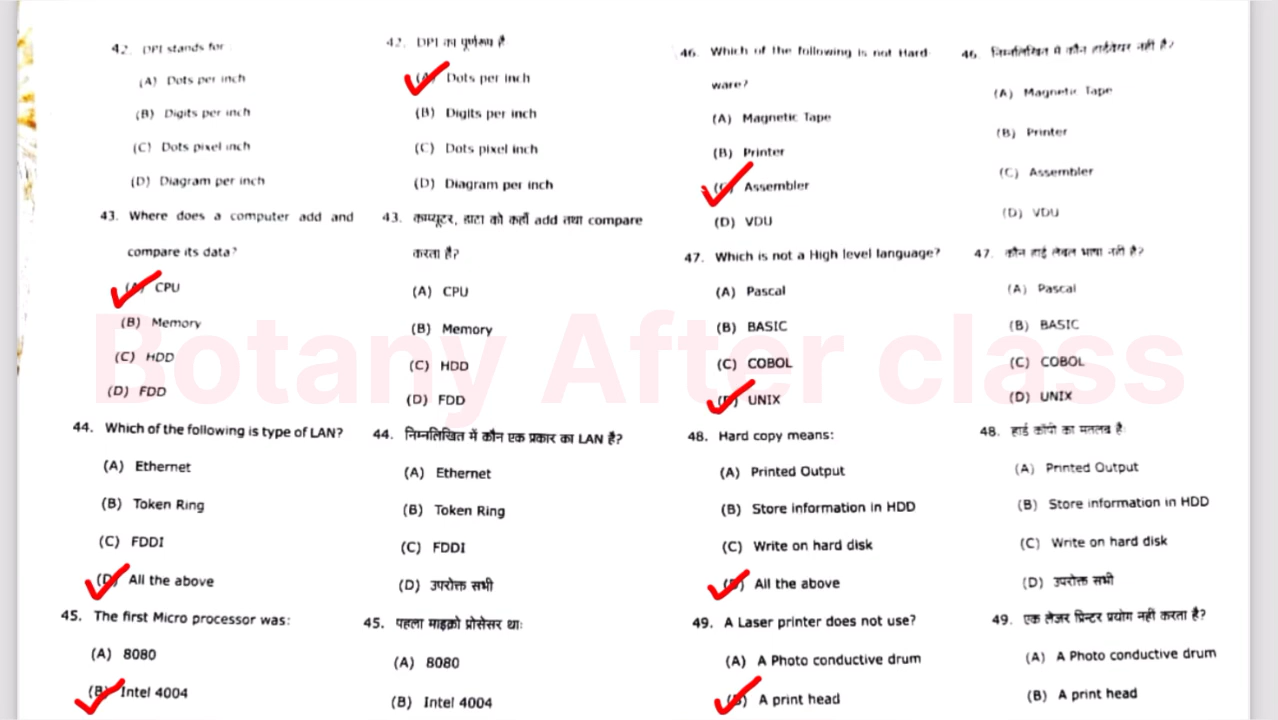 42. DPI stands for
(A) Dots per inch
(B) Digits per inch
(C) Dots pixel inch
(D) Diagram per inch
43. Where does a computer add and
compare its data?
(A) CPU
(B) Memory
(C) HDD
(D) FDD
44. Which of the following is type of LAN?
(A) Ethernet
(B) Token Ring
(C) FDDI
(D) All the above
45. The first Micro processor was:
(A) 8080
(B) Intel 4004
42. DPI का पूर्णरूप है
(A) Dots per inch
(B) Digits per inch
(C) Dots pixel inch
(D) Diagram per inch
43. काम्प्यूटर, डाटा को कहाँ add तथा compare
करता है?
(A) CPU
(B) Memory
(C) HDD
(D) FDD
44. निम्नलिखित में कौन एक प्रकार का LAN है?
(A) Ethernet
(B) Token Ring
(C) FDDI
(D) उपरोक्त सभी
45. पहला माइक्रो प्रोसेसर थाः
(A) 8080
(B) Intel 4004
46. Which of the following is not Hard
ware?
(A) Magnetic Tape
(B) Printer
(C) Assembler
(D) VDU
47. Which is not a High level language?
(A) Pascal
(B) BASIC
(C) COBOL
(D) UNIX
48. Hard copy means:
(A) Printed Output
(B) Store information in HDD
(C) Write on hard disk
(D) All the above
49. A Laser printer does not use?
(A) A Photo conductive drum
(B) A print head
46. निम्नलिखित में कौन हार्डवेयर नहीं है?
(A) Magnetic Tape
(B) Printer
(C) Assembler
(D) VDU
47. कौन हाई लेवल भाषा नहीं है?
(A) Pascal
(B) BASIC
(C) COBOL
(D) UNIX
48. हार्ड कॉपी का मतलब हैः
(A) Printed Output
(B) Store information in HDD
(C) Write on hard disk
(D) उपरोक्त सभी
49. एक लेजर प्रिन्टर प्रयोग नहीं करता है?
(A) A Photo conductive drum
(B) A print head
Botany After class